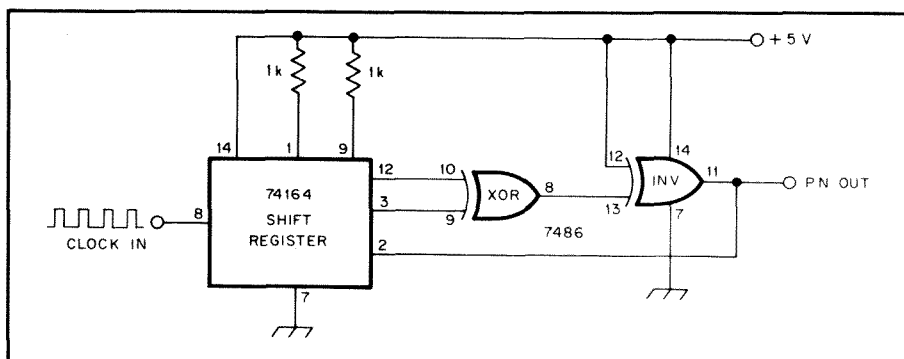 +5 V
1k 1k
14 1 9 12 14
12 10 XOR 8 INV 11 PN OUT
74164
SHIFT
REGISTER
3 9 13 7
8 7486
CLOCK IN 2
7